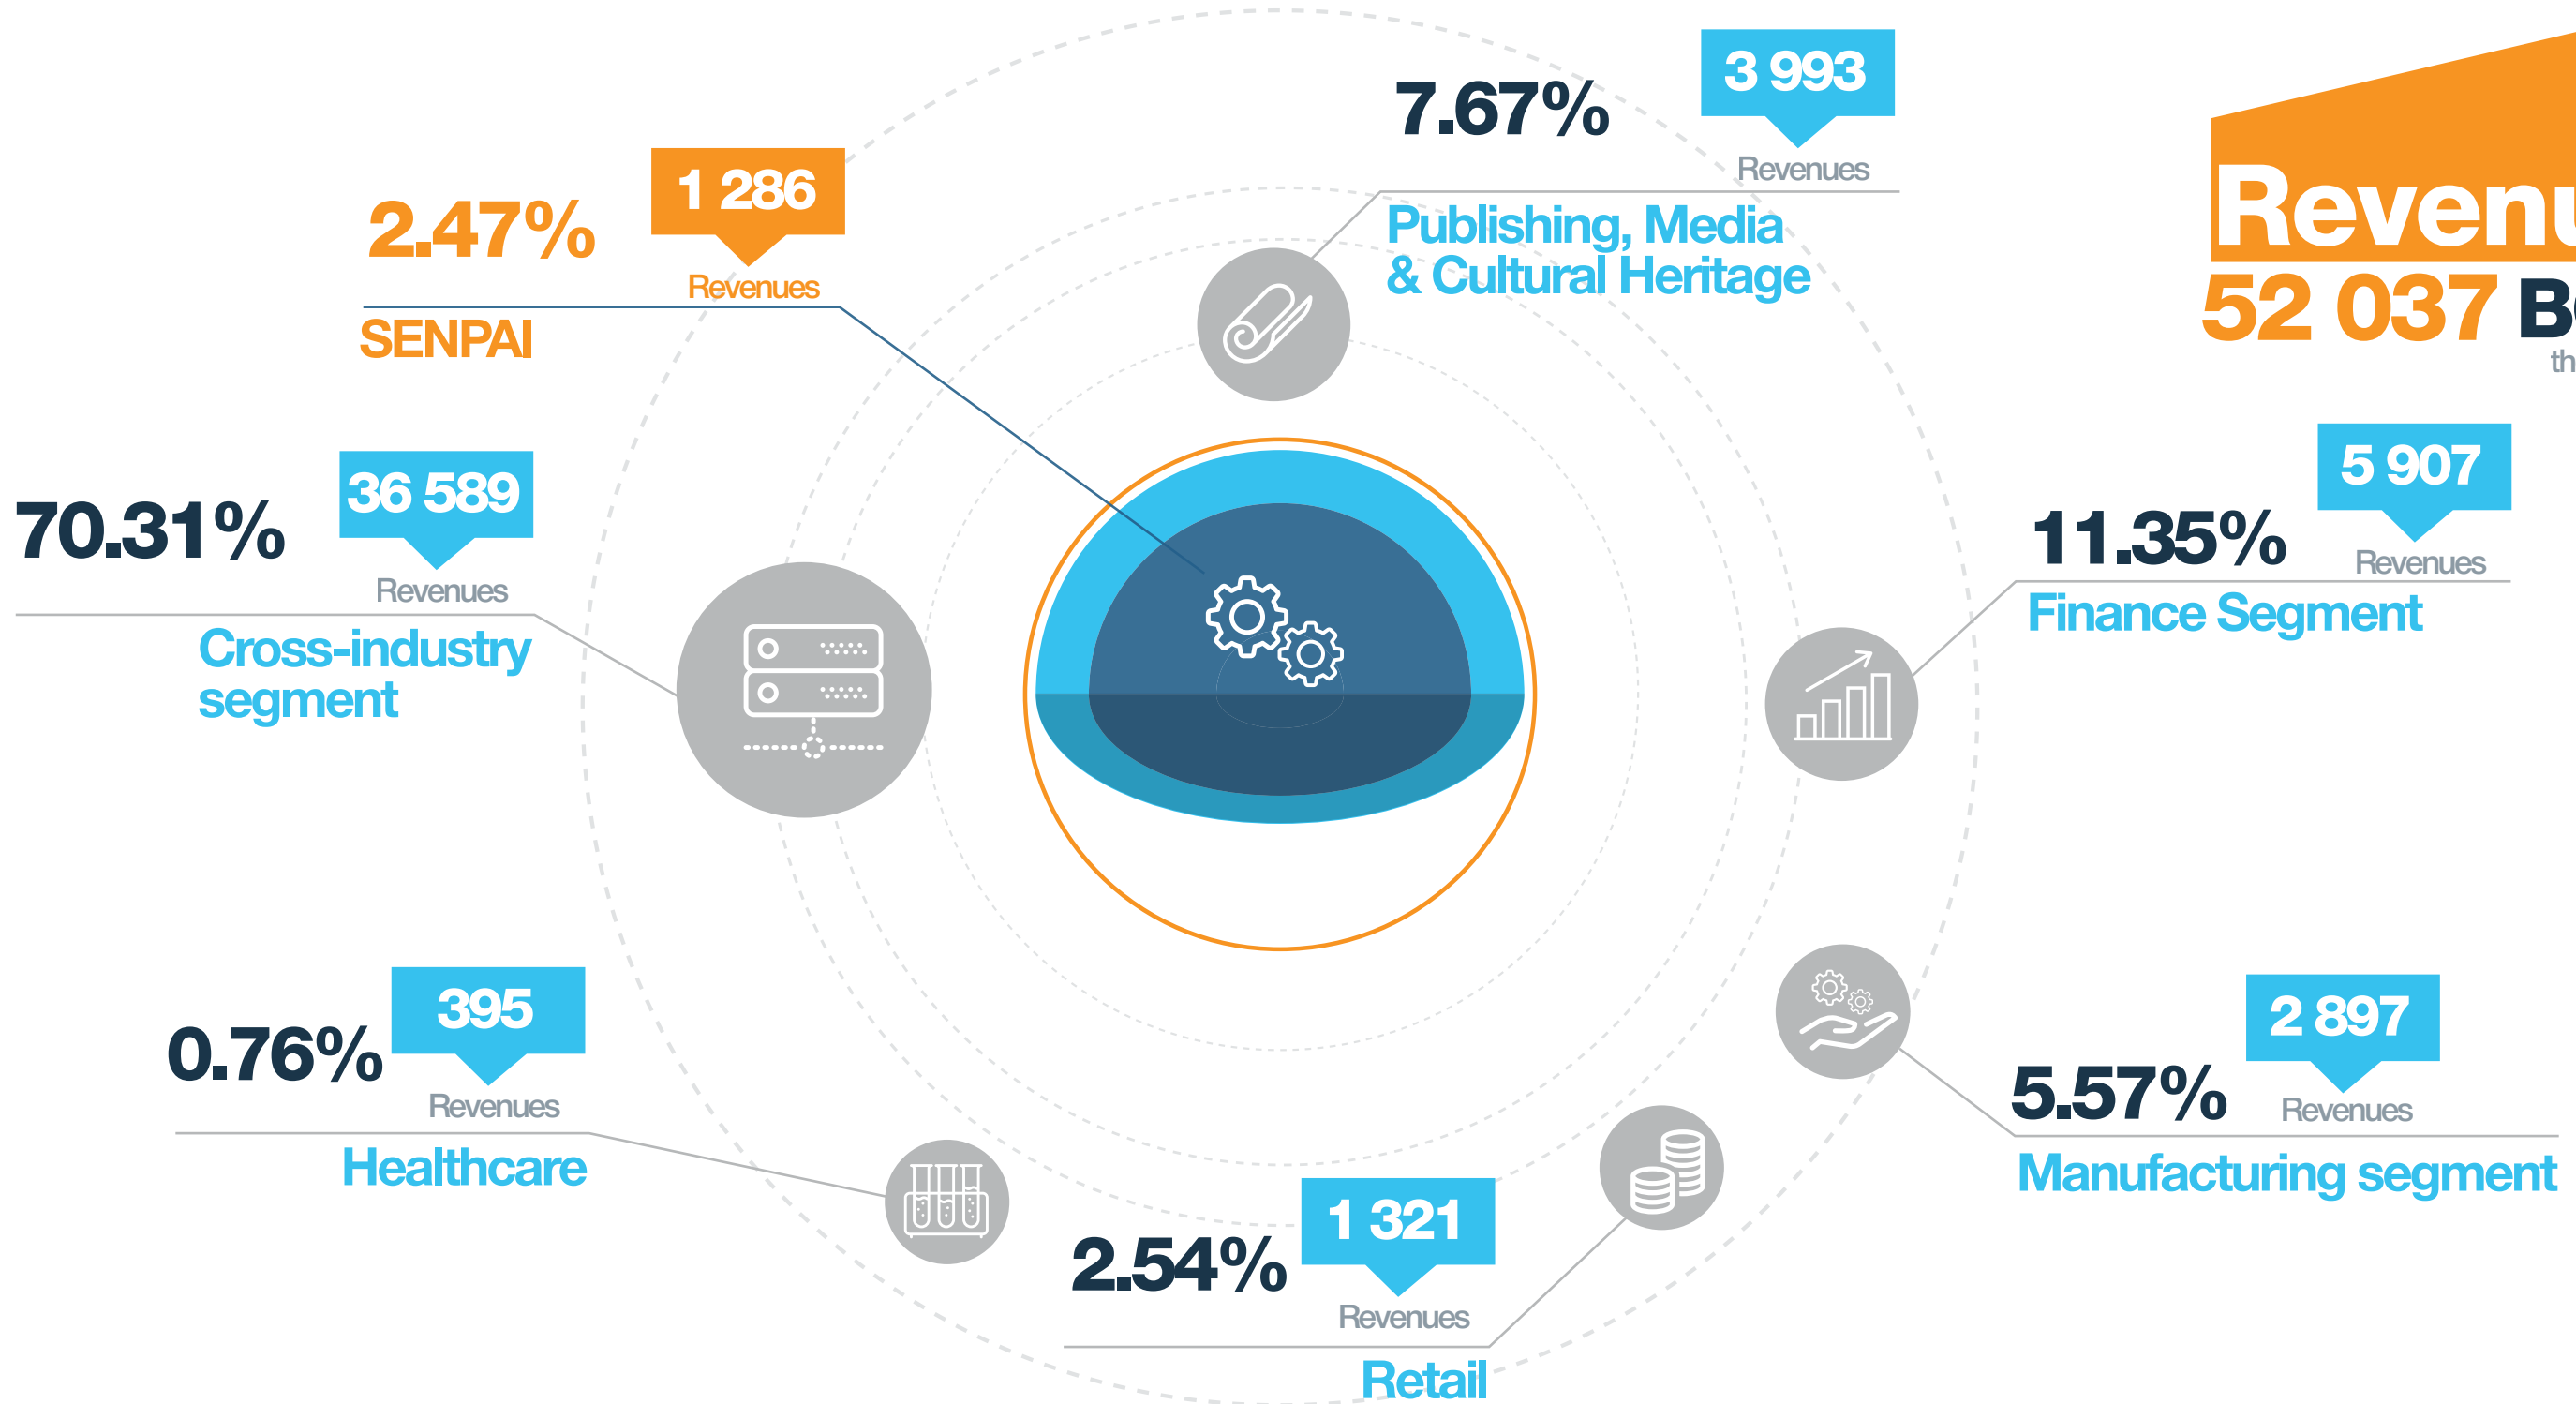 7.67%
3 993
Revenues
Publishing, Media
& Cultural Heritage
2.47%
1 286
Revenues
SENPAI
52 037
70.31%
36 589
Revenues
Cross-industry
segment
11.35%
5 907
Revenues
Finance Segment
0.76%
395
Revenues
Healthcare
5.57%
2 897
Revenues
Manufacturing segment
2.54%
1 321
Revenues
Retail